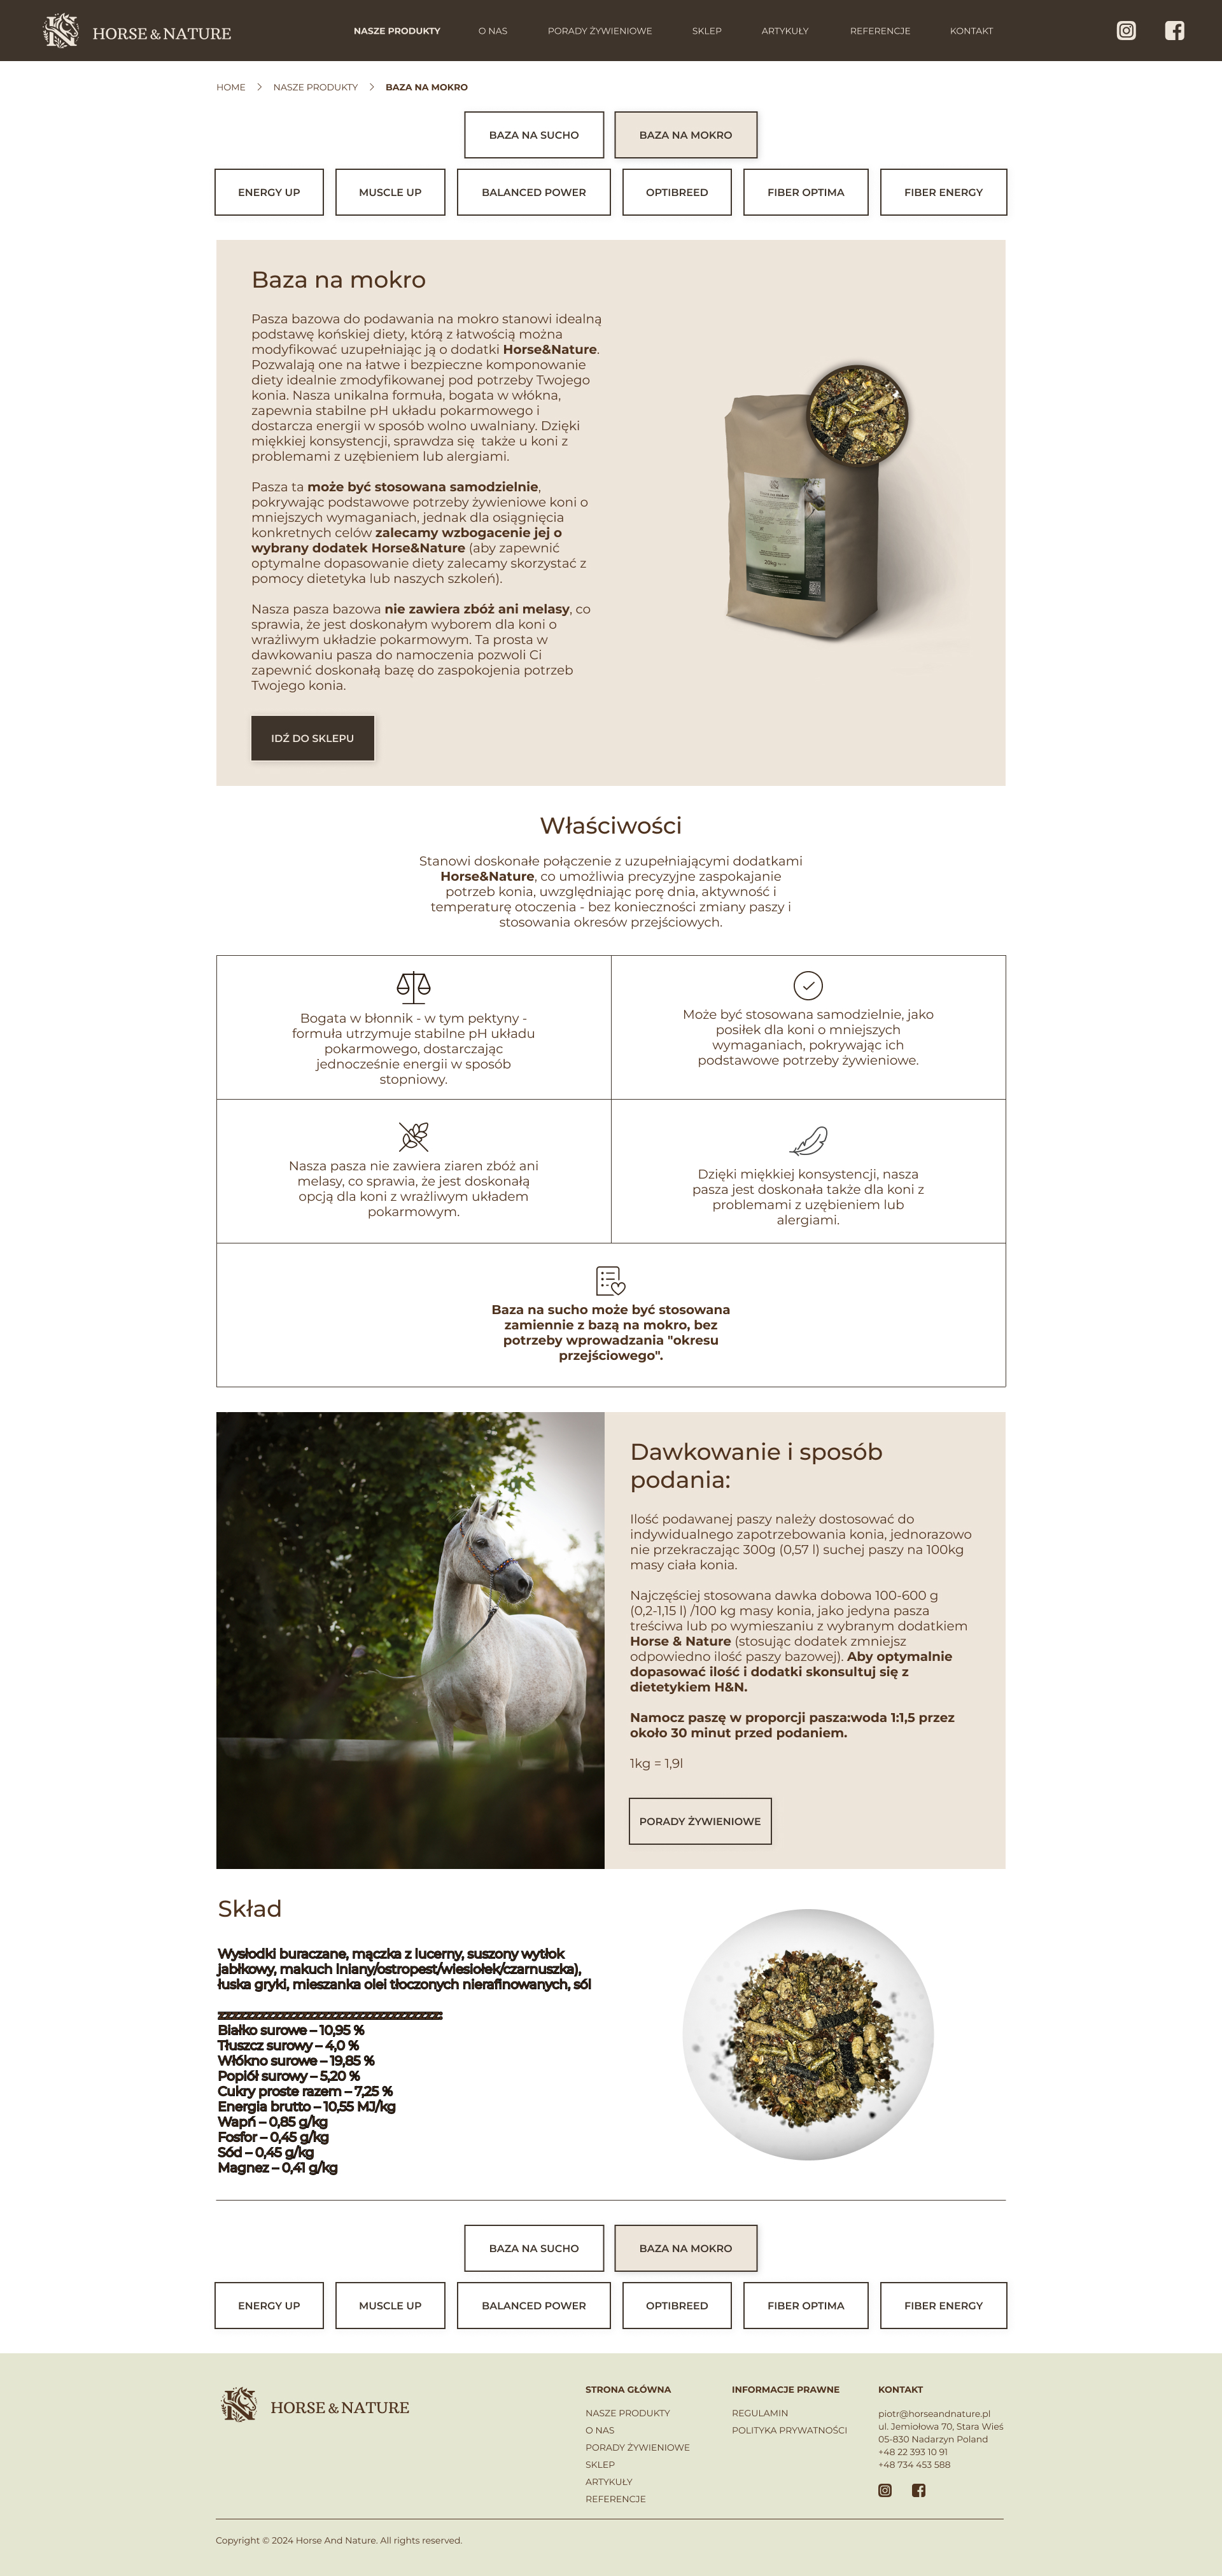 HORSE & NATURE
NASZE PRODUKTY
O NAS
PORADY ŻYWIENIOWE
SKLEP
ARTYKUŁY
REFERENCJE
KONTAKT
HOME
NASZE PRODUKTY
BAZA NA MOKRO
BAZA NA SUCHO
BAZA NA MOKRO
ENERGY UP
MUSCLE UP
BALANCED POWER
OPTIBREED
FIBER OPTIMA
FIBER ENERGY
Baza na mokro
Pasza bazowa do podawania na mokro stanowi idealną
podstawę końskiej diety, którą z łatwością można
modyfikować uzupełniając ją o dodatki Horse&Nature.
Pozwalają one na łatwe i bezpieczne komponowanie
diety idealnie zmodyfikowanej pod potrzeby Twojego
konia. Nasza unikalna formuła, bogata w włókna,
zapewnia stabilne pH układu pokarmowego i
dostarcza energii w sposób wolno uwalniany. Dzięki
miękkiej konsystencji, sprawdza się  także u koni z
problemami z uzębieniem lub alergiami.
Pasza ta może być stosowana samodzielnie,
pokrywając podstawowe potrzeby żywieniowe koni o
mniejszych wymaganiach, jednak dla osiągnięcia
konkretnych celów zalecamy wzbogacenie jej o
wybrany dodatek Horse&Nature (aby zapewnić
optymalne dopasowanie diety zalecamy skorzystać z
pomocy dietetyka lub naszych szkoleń).
Nasza pasza bazowa nie zawiera zbóż ani melasy, co
sprawia, że jest doskonałym wyborem dla koni o
wrażliwym układzie pokarmowym. Ta prosta w
dawkowaniu pasza do namoczenia pozwoli Ci
zapewnić doskonałą bazę do zaspokojenia potrzeb
Twojego konia.
20kg
IDŹ DO SKLEPU
Właściwości
Stanowi doskonałe połączenie z uzupełniającymi dodatkami
Horse&Nature, co umożliwia precyzyjne zaspokajanie
potrzeb konia, uwzględniając porę dnia, aktywność i
temperaturę otoczenia - bez konieczności zmiany paszy i
stosowania okresów przejściowych.
Bogata w błonnik - w tym pektyny -
formuła utrzymuje stabilne pH układu
pokarmowego, dostarczając
jednocześnie energii w sposób
stopniowy.
Może być stosowana samodzielnie, jako
posiłek dla koni o mniejszych
wymaganiach, pokrywając ich
podstawowe potrzeby żywieniowe.
Nasza pasza nie zawiera ziaren zbóż ani
melasy, co sprawia, że jest doskonałą
opcją dla koni z wrażliwym układem
pokarmowym.
Dzięki miękkiej konsystencji, nasza
pasza jest doskonała także dla koni z
problemami z uzębieniem lub
alergiami.
Baza na sucho może być stosowana
zamiennie z bazą na mokro, bez
potrzeby wprowadzania "okresu
przejściowego".
Dawkowanie i sposób
podania:
Ilość podawanej paszy należy dostosować do
indywidualnego zapotrzebowania konia, jednorazowo
nie przekraczając 300g (0,57 l) suchej paszy na 100kg
masy ciała konia.
Najczęściej stosowana dawka dobowa 100-600 g
(0,2-1,15 l) /100 kg masy konia, jako jedyna pasza
treściwa lub po wymieszaniu z wybranym dodatkiem
Horse & Nature (stosując dodatek zmniejsz
odpowiedno ilość paszy bazowej). Aby optymalnie
dopasować ilość i dodatki skonsultuj się z
dietetykiem H&N.
Namocz paszę w proporcji pasza:woda 1:1,5 przez
około 30 minut przed podaniem.
1kg = 1,9l
PORADY ŻYWIENIOWE
Skład
Wysłodki buraczane, mączka z lucerny, suszony wytłok
jabłkowy, makuch lniany/ostropest/wiesiołek/czarnuszka),
łuska gryki, mieszanka olei tłoczonych nierafinowanych, sól
Białko surowe – 10,95 %
Tłuszcz surowy – 4,0 %
Włókno surowe – 19,85 %
Popiół surowy – 5,20 %
Cukry proste razem – 7,25 %
Energia brutto – 10,55 MJ/kg
Wapń – 0,85 g/kg
Fosfor – 0,45 g/kg
Sód – 0,45 g/kg
Magnez – 0,41 g/kg
BAZA NA SUCHO
BAZA NA MOKRO
ENERGY UP
MUSCLE UP
BALANCED POWER
OPTIBREED
FIBER OPTIMA
FIBER ENERGY
HORSE & NATURE
STRONA GŁÓWNA
NASZE PRODUKTY
O NAS
PORADY ŻYWIENIOWE
SKLEP
ARTYKUŁY
REFERENCJE
INFORMACJE PRAWNE
REGULAMIN
POLITYKA PRYWATNOŚCI
KONTAKT
piotr@horseandnature.pl
ul. Jemiołowa 70, Stara Wieś
05-830 Nadarzyn Poland
+48 22 393 10 91
+48 734 453 588
Copyright © 2024 Horse And Nature. All rights reserved.